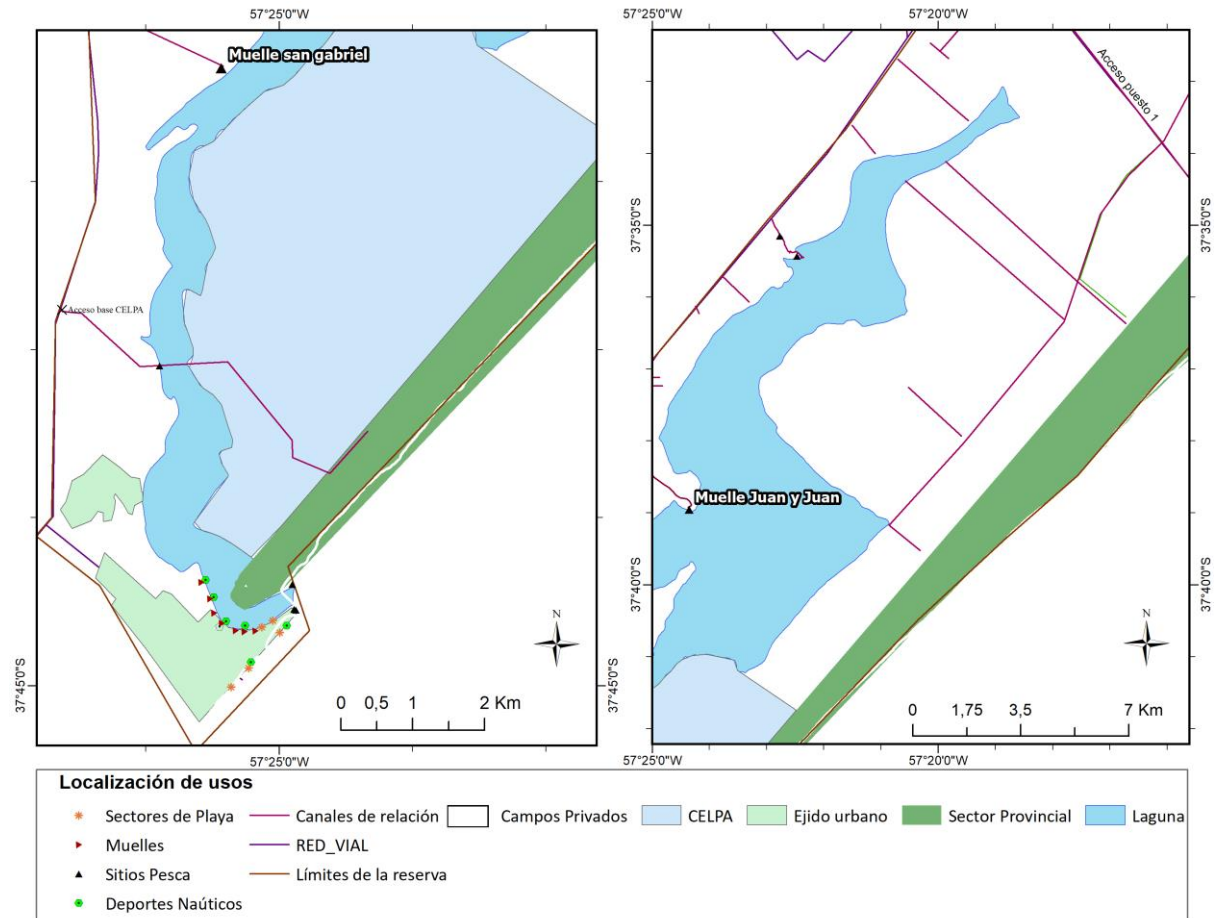 57°25'0"W
57°25'0"W
57°20'0"W
Muelle san gabriel
Acceso puesto 1
37°35'0"S
37°35'0"S
Acceso base CELPA
Muelle Juan y Juan
37°40'0"S
37°40'0"S
N
N
37°45'0"S
37°45'0"S
0 0,5 1 2 Km
0 1,75 3,5 7 Km
57°25'0"W
57°25'0"W
57°20'0"W
Localización de usos
Sectores de Playa
Canales de relación
Campos Privados
CELPA
Ejido urbano
Sector Provincial
Laguna
Muelles
RED_VIAL
Sitios Pesca
Límites de la reserva
Deportes Naúticos